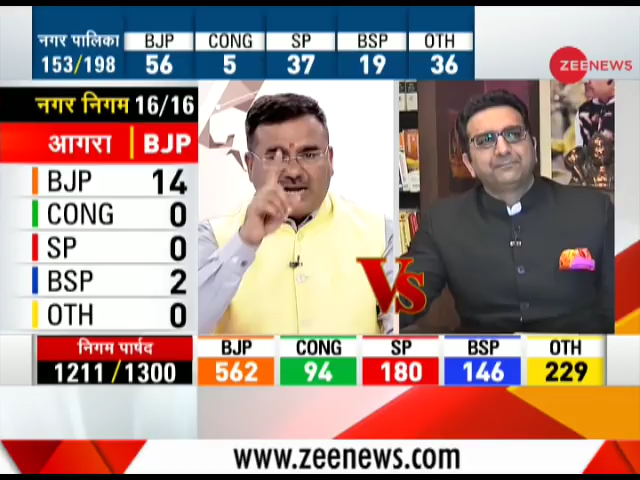 नगर पालिका BJP CONG SP BSP OTH
153/198 56 5 37 19 36
ZEENEWS
नगर निगम 16/16
आगरा BJP
BJP 14
CONG 0
SP 0
BSP 2
OTH 0
VS
निगम पार्षद BJP CONG SP BSP OTH
1211/1300 562 94 180 146 229
www.zeenews.com